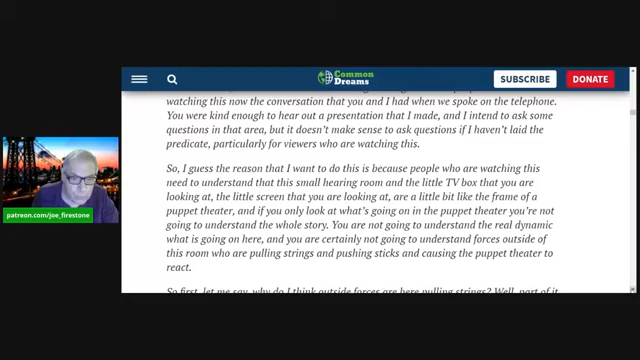 Common
Dreams
SUBSCRIBE
DONATE
watching this now the conversation that you and I had when we spoke on the telephone.
You were kind enough to hear out a presentation that I made, and I intend to ask some
questions in that area, but it doesn't make sense to ask questions if I haven't laid the
predicate, particularly for viewers who are watching this.
So, I guess the reason that I want to do this is because people who are watching this
need to understand that this small hearing room and the little TV box that you are
looking at, the little screen that you are looking at, are a little bit like the frame of a
puppet theater, and if you only look at what's going on in the puppet theater you're not
going to understand the whole story. You are not going to understand the real dynamic
what is going on here, and you are certainly not going to understand forces outside of
this room who are pulling strings and pushing sticks and causing the puppet theater to
react.
So first, let me say, why do I think outside forces are here pulling strings? Well, part of it
patreon.com/joe_firestone